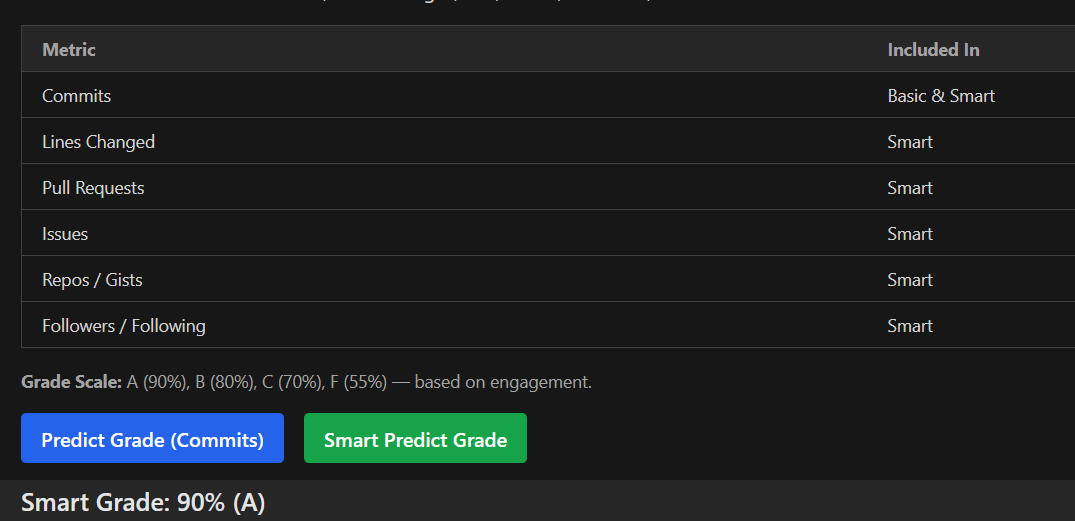 Metric Included In
Commits Basic & Smart
Lines Changed Smart
Pull Requests Smart
Issues Smart
Repos / Gists Smart
Followers / Following Smart
Grade Scale: A (90%), B (80%), C (70%), F (55%) — based on engagement.
Predict Grade (Commits) Smart Predict Grade
Smart Grade: 90% (A)